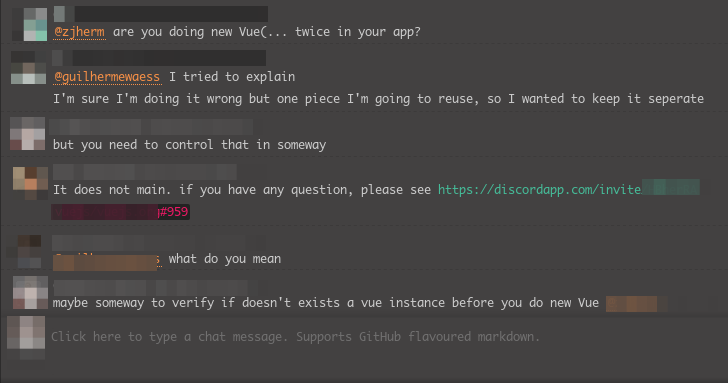 @zjherm are you doing new Vue(... twice in your app?
@guilhermewaess I tried to explain
I'm sure I'm doing it wrong but one piece I'm going to reuse, so I wanted to keep it seperate
but you need to control that in someway
It does not main. if you have any question, please see https://discordapp.com/invite
#959
what do you mean
maybe someway to verify if doesn't exists a vue instance before you do new Vue
Click here to type a chat message. Supports GitHub flavoured markdown.